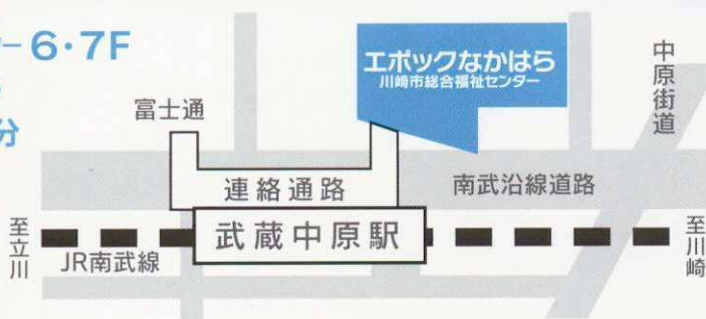 ー6・7F
分
エポックなかはら
川崎市総合福祉センター
中原街道
富士通
連絡通路
南武沿線道路
武蔵中原駅
至立川
JR南武線
至川崎